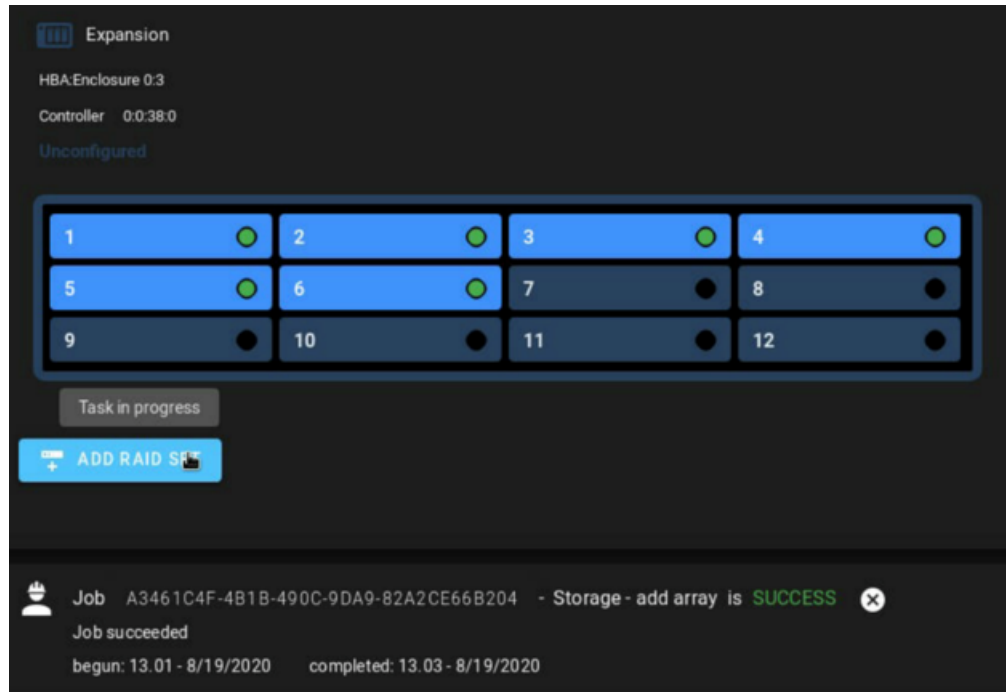 Expansion
HBA:Enclosure 0:3
Controller 0:0:38:0
Unconfigured
1 2 3 4
5 6 7 8
9 10 11 12
Task in progress
ADD RAID SET
Job A3461C4F-4B1B-490C-9DA9-82A2CE66B204 - Storage - add array is SUCCESS
Job succeeded
begun: 13.01 - 8/19/2020 completed: 13.03 - 8/19/2020